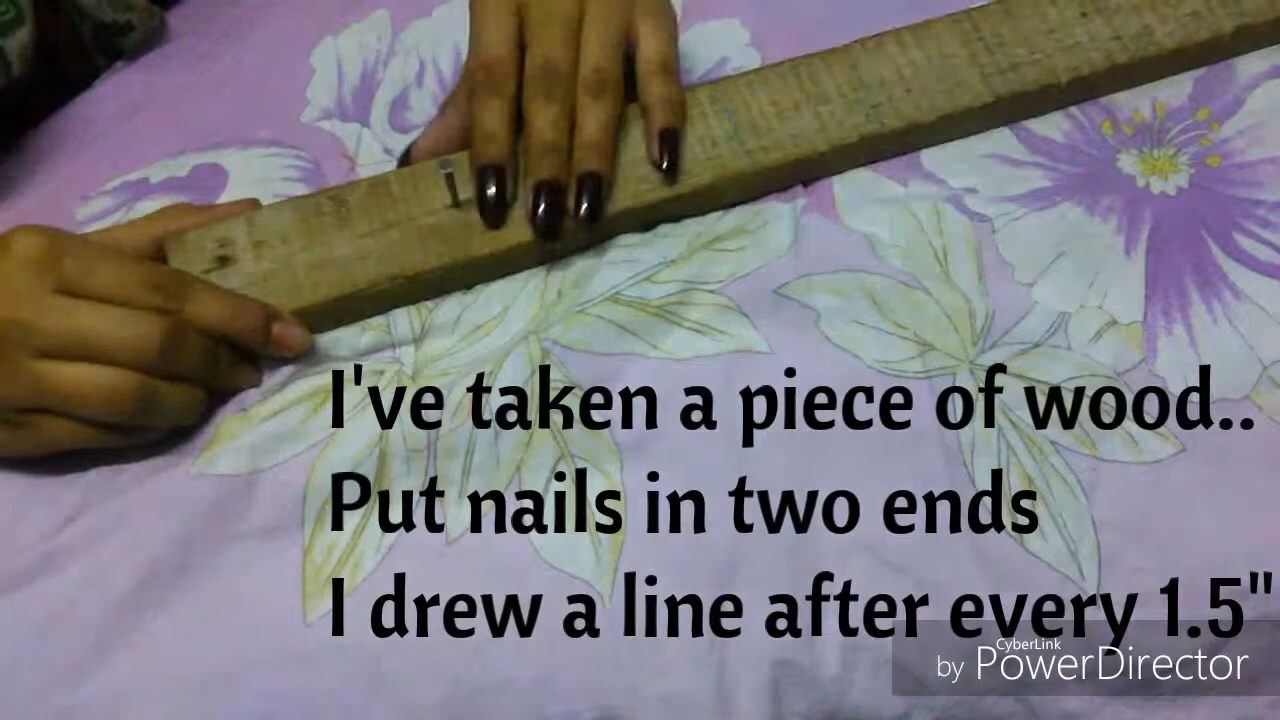 I've taken a piece of wood..
Put nails in two ends
I drew a line after every 1.5"
CyberLink
by PowerDirector